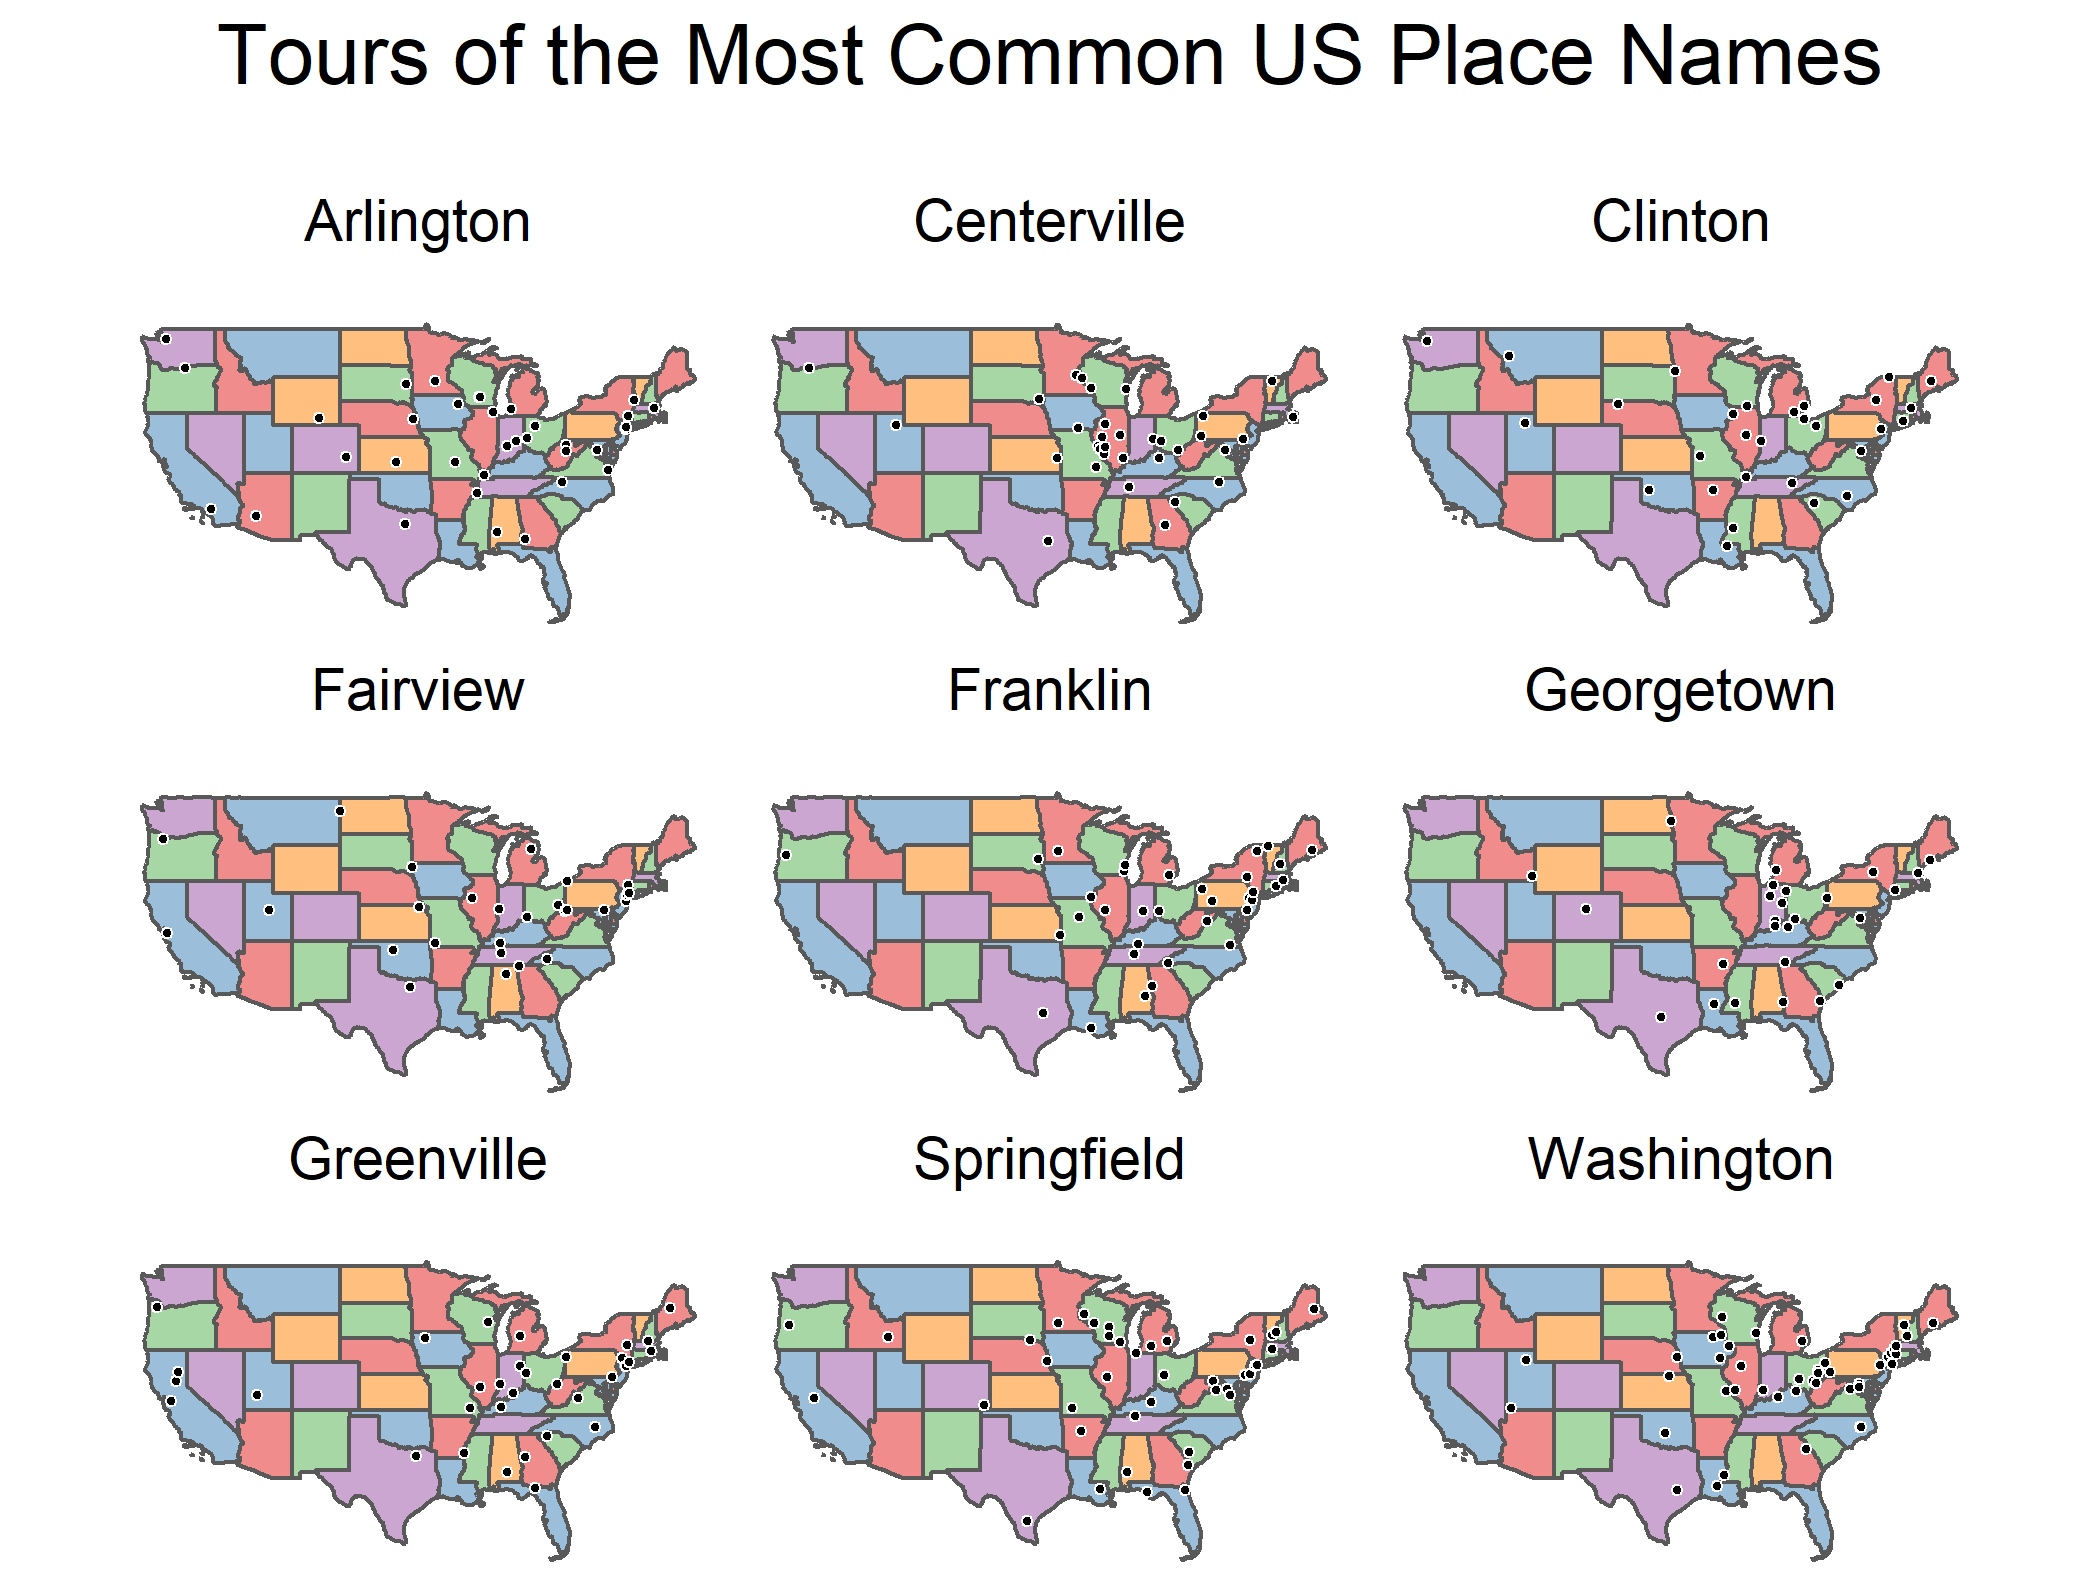 Tours of the Most Common US Place Names
Arlington
Centerville
Clinton
Fairview
Franklin
Georgetown
Greenville
Springfield
Washington